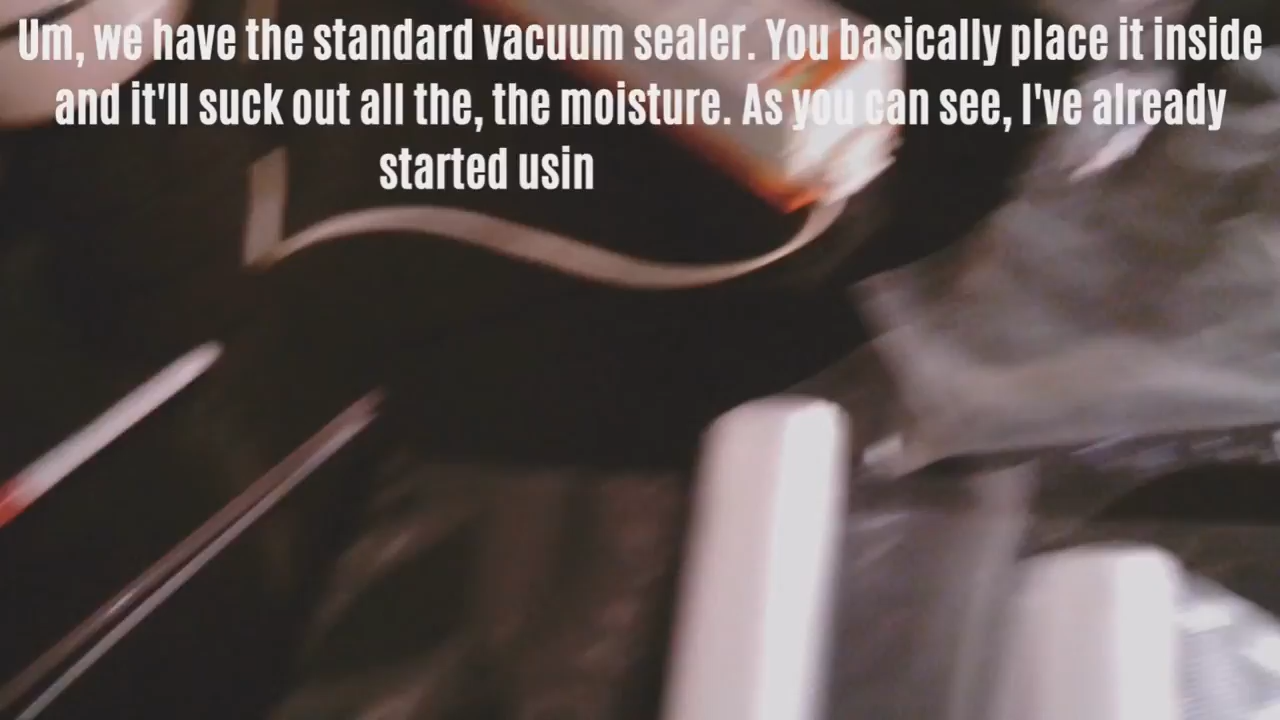 Um, we have the standard vacuum sealer. You basically place it inside
and it'll suck out all the, the moisture. As you can see, I've already
started usin